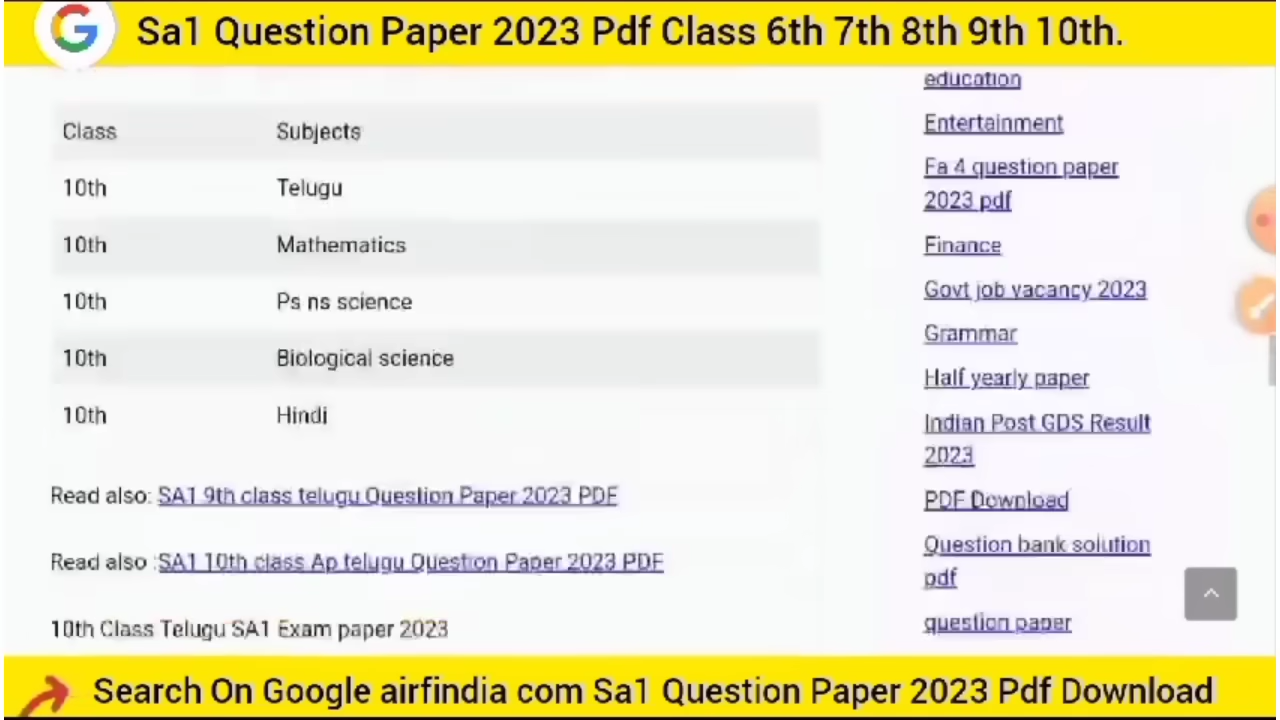 Sa1 Question Paper 2023 Pdf Class 6th 7th 8th 9th 10th.
Class Subjects
10th Telugu
10th Mathematics
10th Ps ns science
10th Biological science
10th Hindi
Read also: SA1 9th class telugu Question Paper 2023 PDF
Read also :SA1 10th class Ap telugu Question Paper 2023 PDF
10th Class Telugu SA1 Exam paper 2023
education
Entertainment
Fa 4 question paper
2023 pdf
Finance
Govt job vacancy 2023
Grammar
Half yearly paper
Indian Post GDS Result
2023
PDF Download
Question bank solution
pdf
question paper
Search On Google airfindia com Sa1 Question Paper 2023 Pdf Download